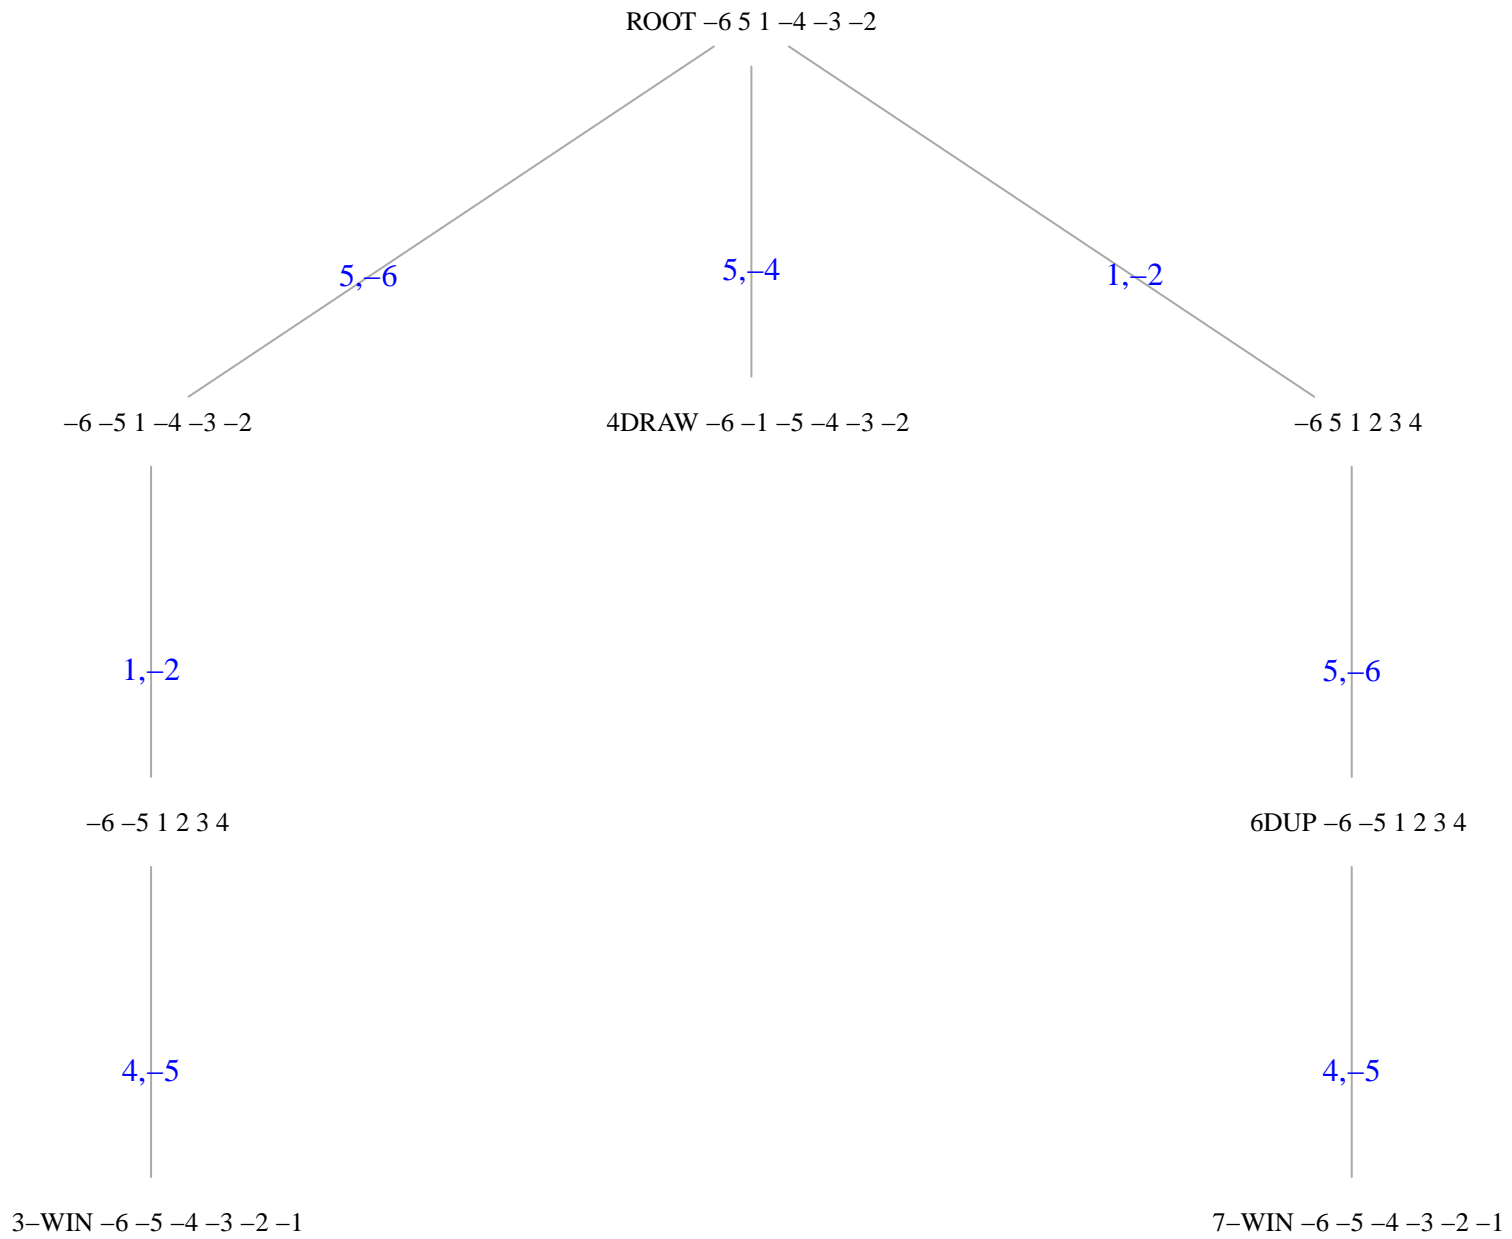 ROOT –6 5 1 –4 –3 –2
5,–6
5,–4
1,–2
–6 –5 1 –4 –3 –2
4DRAW –6 –1 –5 –4 –3 –2
–6 5 1 2 3 4
1,–2
5,–6
–6 –5 1 2 3 4
6DUP –6 –5 1 2 3 4
4,–5
4,–5
3–WIN –6 –5 –4 –3 –2 –1
7–WIN –6 –5 –4 –3 –2 –1